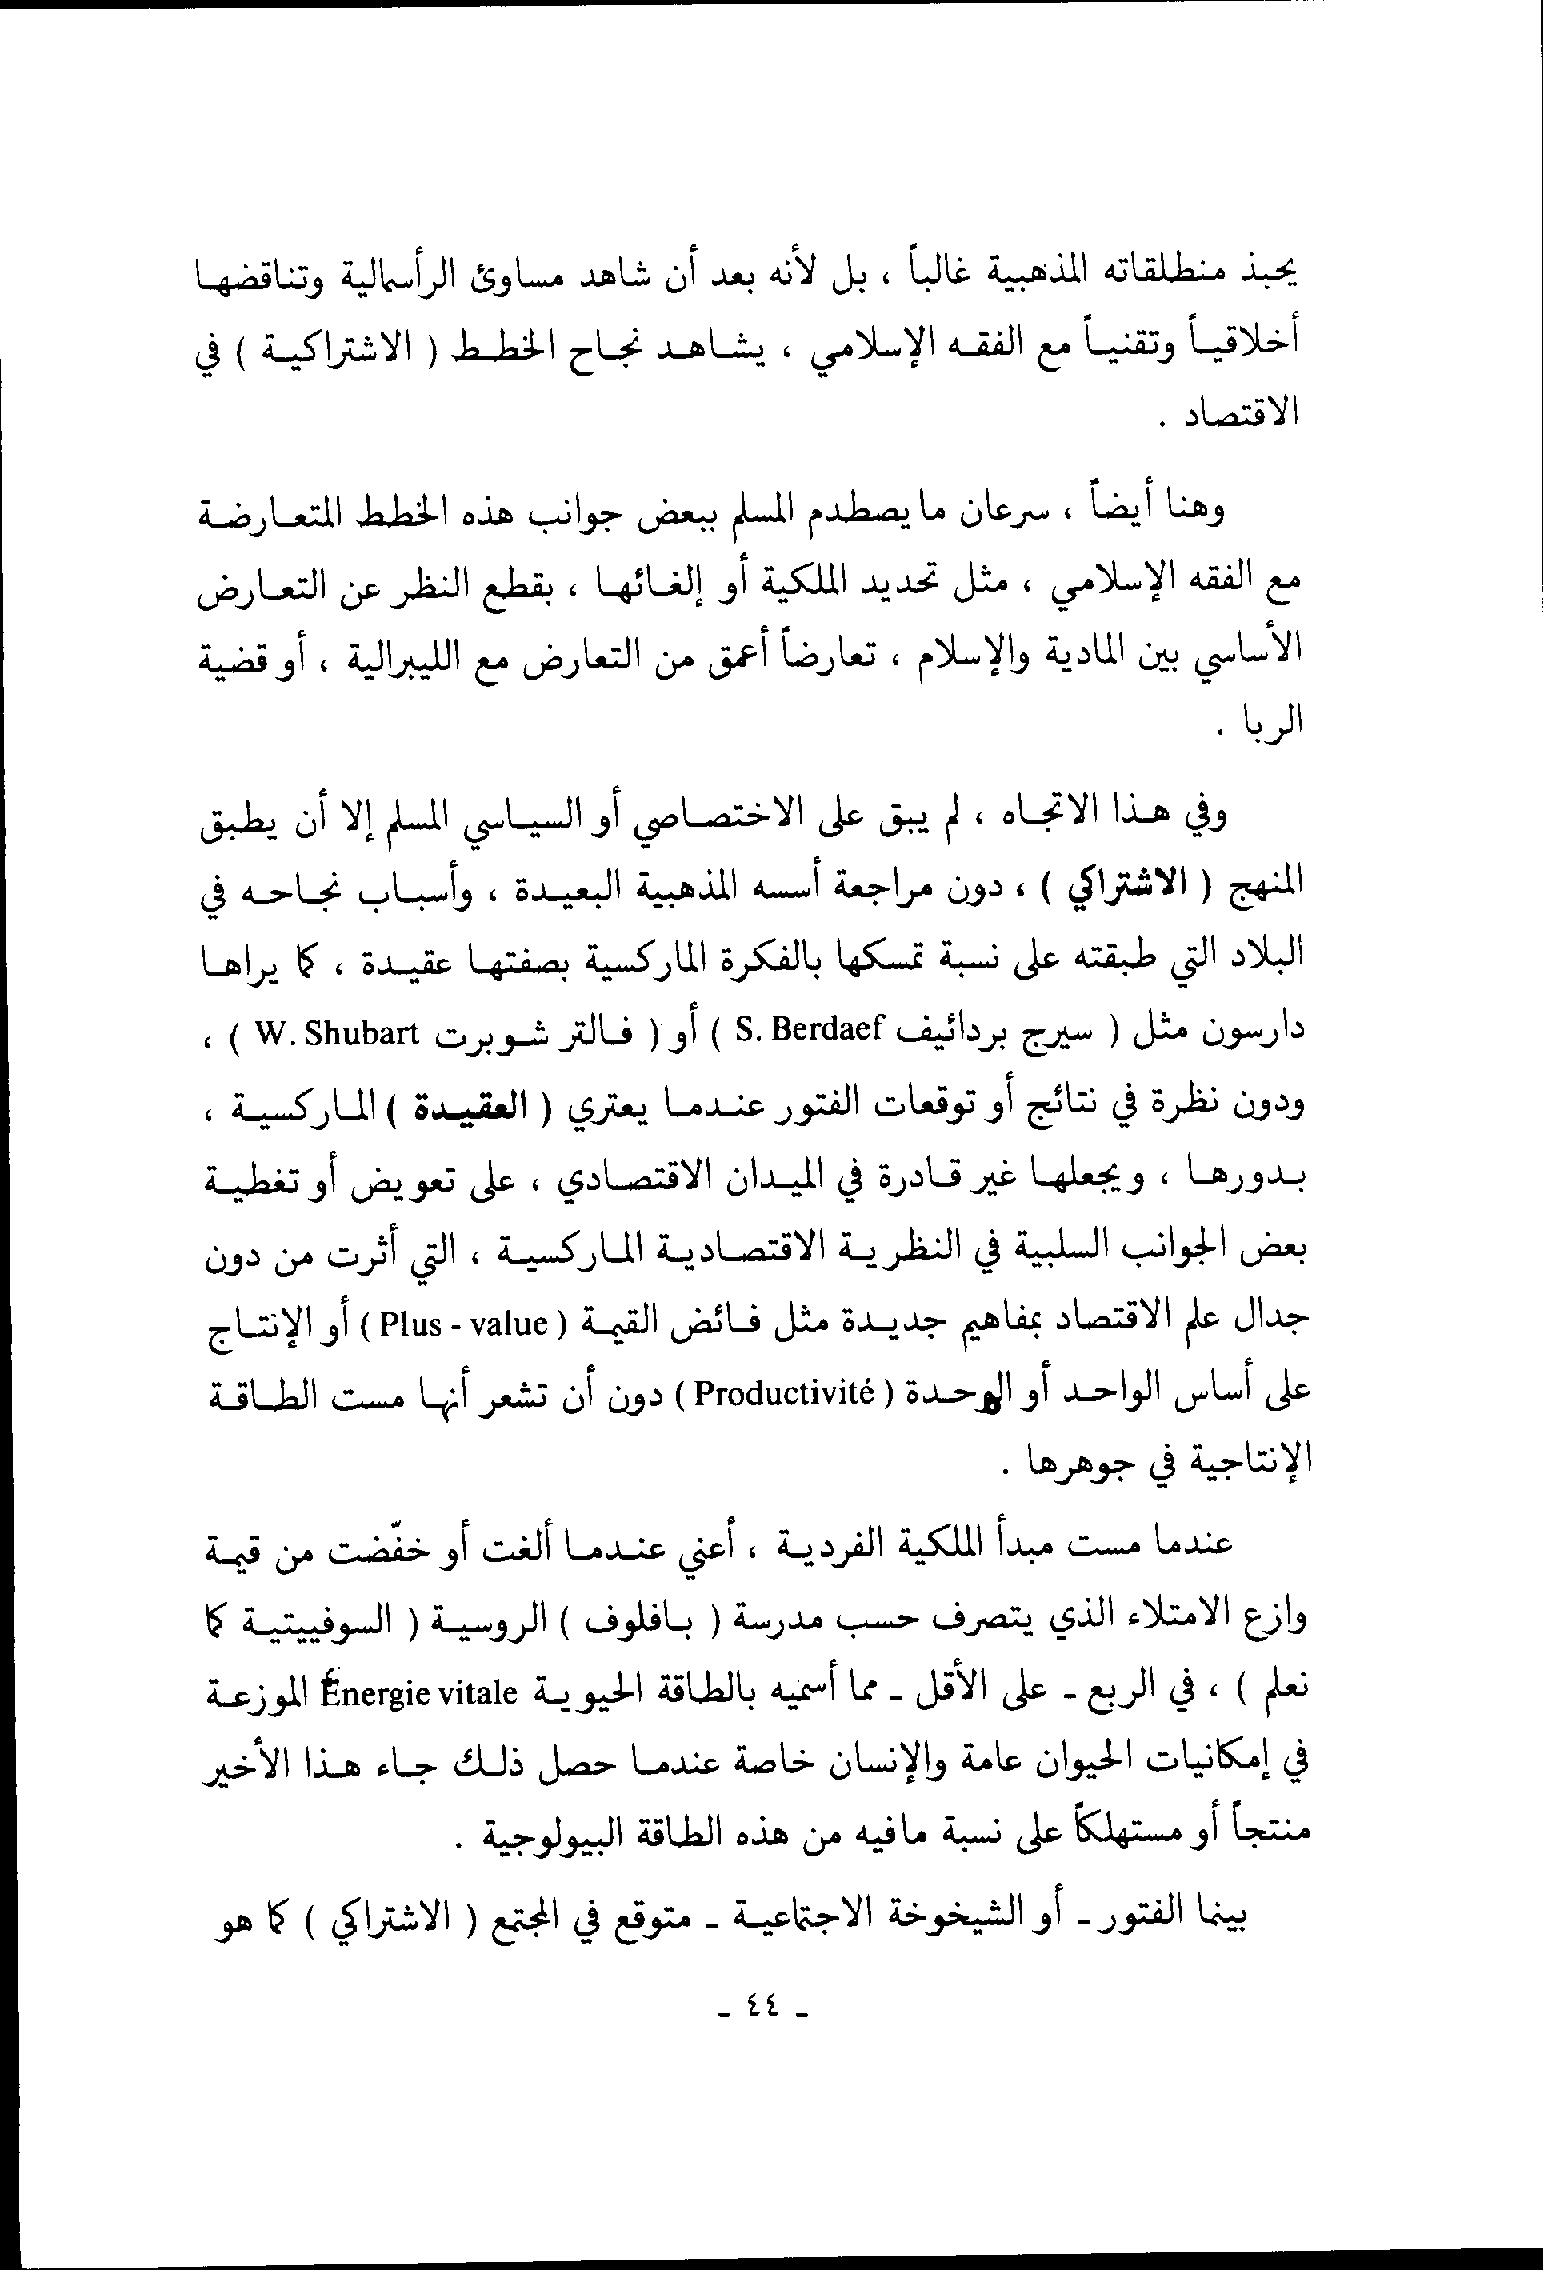 يحبذ منطلقاته المذهبية غالباً ، بل لأنه بعد أن شاهد مساوئ الرأسمالية وتناقضها
أخلاقياً وتقنياً مع الفقه الإسلامي ، يشاهد نجاح الخطط ( الاشتراكية ) في
الاقتصاد .
وهنا أيضاً ، سرعان ما يصطدم المسلم ببعض جوانب هذه الخطط المتعارضة
مع الفقه الإسلامي ، مثل تحديد الملكية أو إلغائها ، بقطع النظر عن التعارض
الأساسي بين المادية والإسلام ، تعارضاً أعمق من التعارض مع الليبرالية ، أو قضية
الربا .
وفي هذا الاتجاه ، لم يبق على الاختصاصي أو السياسي المسلم إلا أن يطبق
المنهج ( الاشتراكي ) ، دون مراجعة أسسه المذهبية البعيدة ، وأسباب نجاحه في
البلاد التي طبقته على نسبة تمسكها بالفكرة الماركسية بصفتها عقيدة ، كما يراها
دارسون مثل ( سيرج بردائيف S. Berdaef ) أو ( فالتر شوبرت W. Shubart ) ،
ودون نظرة في نتائج أو توقعات الفتور عندما يعتري ( العقيدة ) الماركسية ،
بدورها ، ويجعلها غير قادرة في الميدان الاقتصادي ، على تعويض أو تغطية
بعض الجوانب السلبية في النظرية الاقتصادية الماركسية ، التي أثرت من دون
جدال علم الاقتصاد بمفاهيم جديدة مثل فائض القيمة ( Plus - value ) أو الإنتاج
على أساس الواحد أو الوحدة ( Productivité ) دون أن تشعر أنها مست الطاقة
الإنتاجية في جوهرها .
عندما مست مبدأ الملكية الفردية ، أعني عندما ألغت أو خفّضت من قيمة
وازع الامتلاء الذي يتصرف حسب مدرسة ( بافلوف ) الروسية ( السوفييتية كما
نعلم ) ، في الربع - على الأقل - مما أسميه بالطاقة الحيوية Énergie vitale الموزعة
في إمكانيات الحيوان عامة والإنسان خاصة عندما حصل ذلك جاء هذا الأخير
منتجاً أو مستهلكاً على نسبة مافيه من هذه الطاقة البيولوجية .
بينما الفتور - أو الشيخوخة الاجتماعية - متوقع في المجتمع ( الاشتراكي ) كما هو
- ٤٤ -